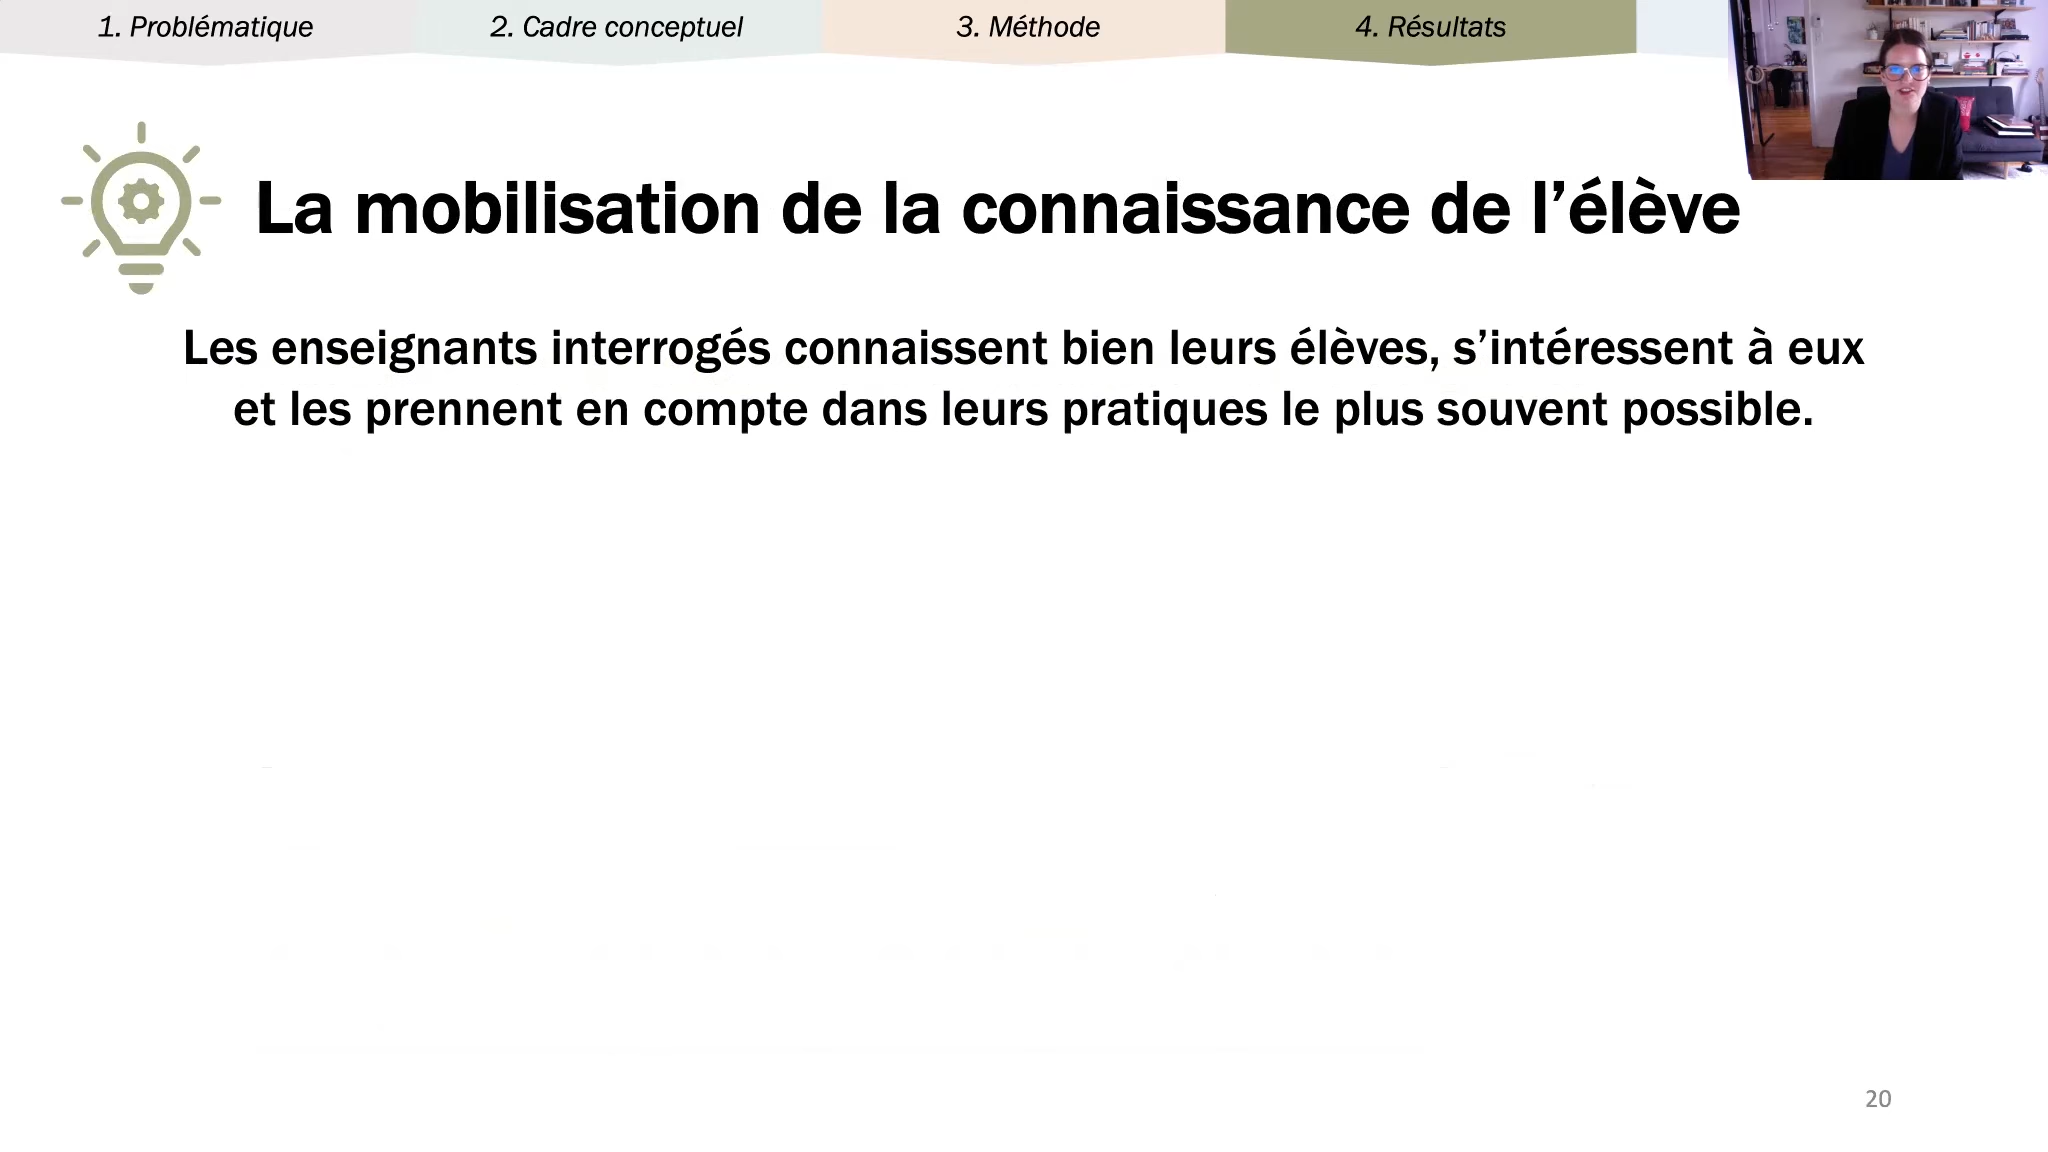 1. Problématique
2. Cadre conceptuel
3. Méthode
4. Résultats
La mobilisation de la connaissance de l’élève
Les enseignants interrogés connaissent bien leurs élèves, s’intéressent à eux
et les prennent en compte dans leurs pratiques le plus souvent possible.
20